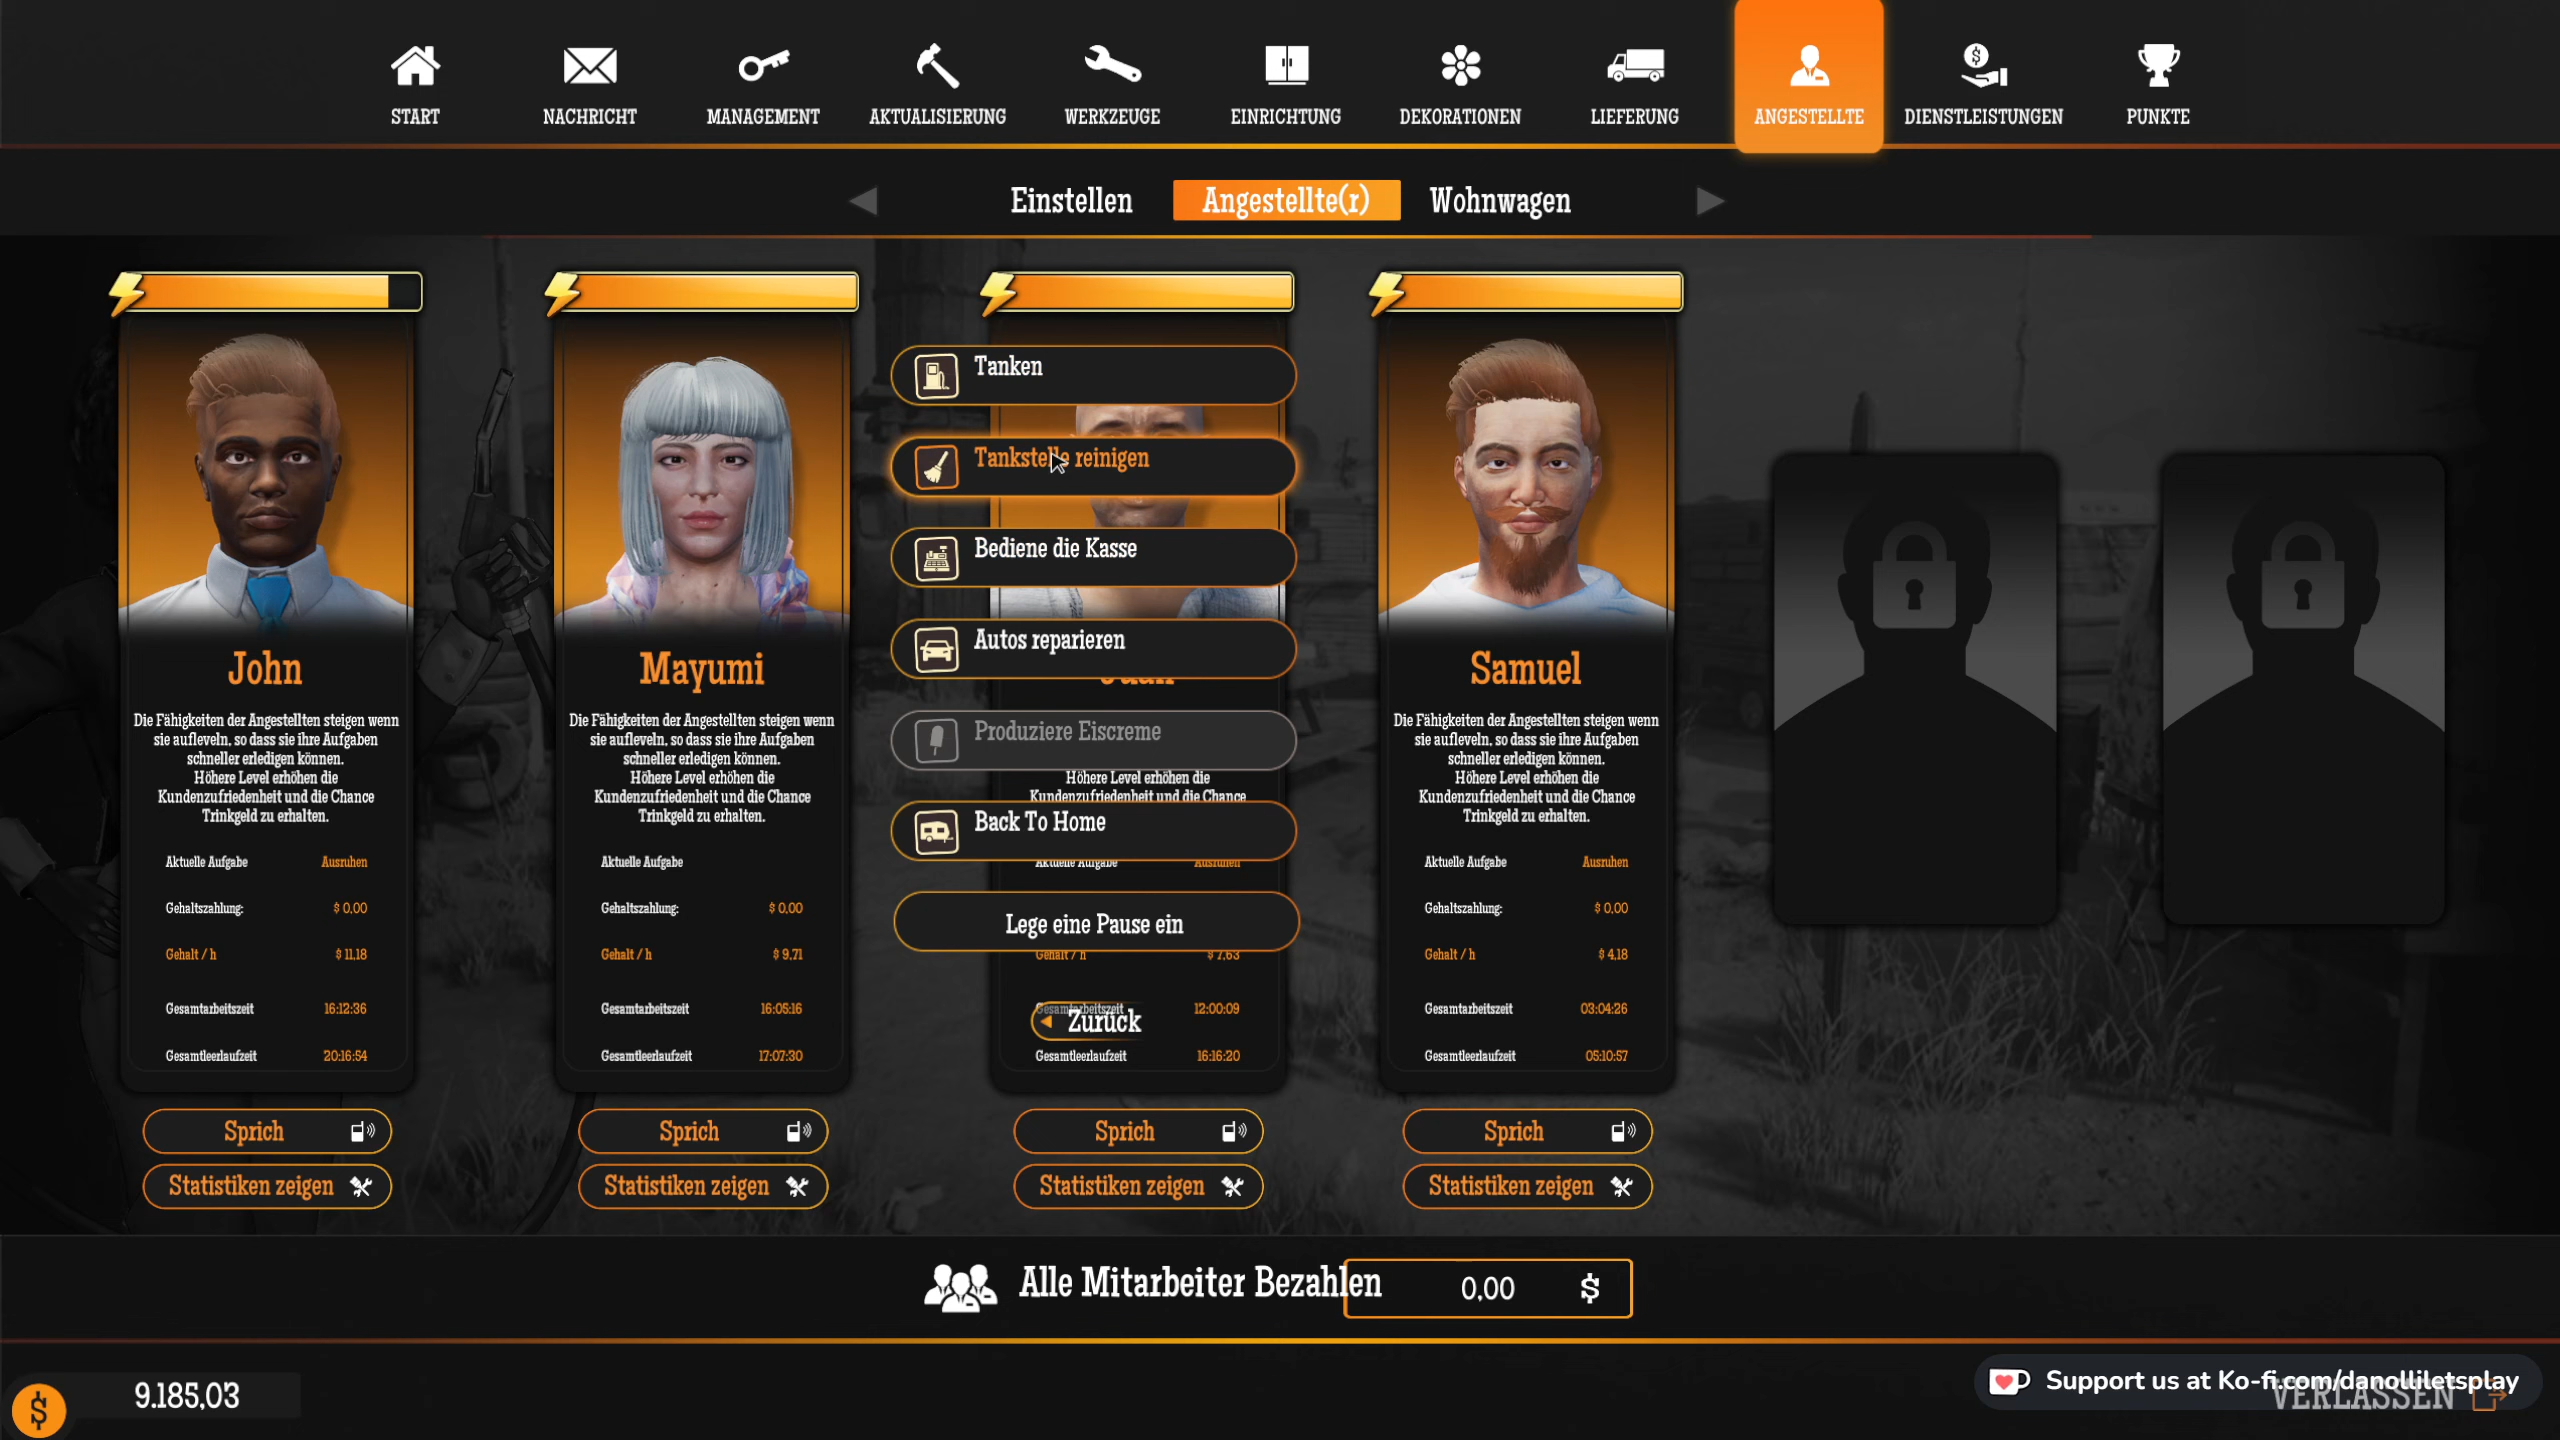 START
NACHRICHT
MANAGEMENT
AKTUALISIERUNG
WERKZEUGE
EINRICHTUNG
DEKORATIONEN
LIEFERUNG
ANGESTELLTE
DIENSTLEISTUNGEN
PUNKTE
Einstellen
Angestellte(r)
Wohnwagen
John
Die Fähigkeiten der Angestellten steigen wenn
sie aufleveln, so dass sie ihre Aufgaben
schneller erledigen können.
Höhere Level erhöhen die
Kundenzufriedenheit und die Chance
Trinkgeld zu erhalten.
Aktuelle Aufgabe Ausruhen
Gehaltszahlung: $ 0,00
Gehalt / h $ 11,18
Gesamtarbeitszeit 16:12:36
Gesamtleerlaufzeit 20:16:54
Sprich
Statistiken zeigen
Mayumi
Die Fähigkeiten der Angestellten steigen wenn
sie aufleveln, so dass sie ihre Aufgaben
schneller erledigen können.
Höhere Level erhöhen die
Kundenzufriedenheit und die Chance
Trinkgeld zu erhalten.
Aktuelle Aufgabe
Gehaltszahlung: $ 0,00
Gehalt / h $ 9,71
Gesamtarbeitszeit 16:05:16
Gesamtleerlaufzeit 17:07:30
Sprich
Statistiken zeigen
Tanken
Tankstelle reinigen
Bediene die Kasse
Autos reparieren
Produziere Eiscreme
Höhere Level erhöhen die
Kundenzufriedenheit und die Chance
Back To Home
Aktuelle Aufgabe Ausruhen
Lege eine Pause ein
Gehalt / h $ 7,63
Gesamtarbeitszeit 12:00:09
Zurück
Gesamtleerlaufzeit 16:16:20
Sprich
Statistiken zeigen
Samuel
Die Fähigkeiten der Angestellten steigen wenn
sie aufleveln, so dass sie ihre Aufgaben
schneller erledigen können.
Höhere Level erhöhen die
Kundenzufriedenheit und die Chance
Trinkgeld zu erhalten.
Aktuelle Aufgabe Ausruhen
Gehaltszahlung: $ 0,00
Gehalt / h $ 4,18
Gesamtarbeitszeit 03:04:26
Gesamtleerlaufzeit 05:10:57
Sprich
Statistiken zeigen
Alle Mitarbeiter Bezahlen 0,00 $
$ 9.185,03
Support us at Ko-fi.com/danolliletsplay
VERLASSEN